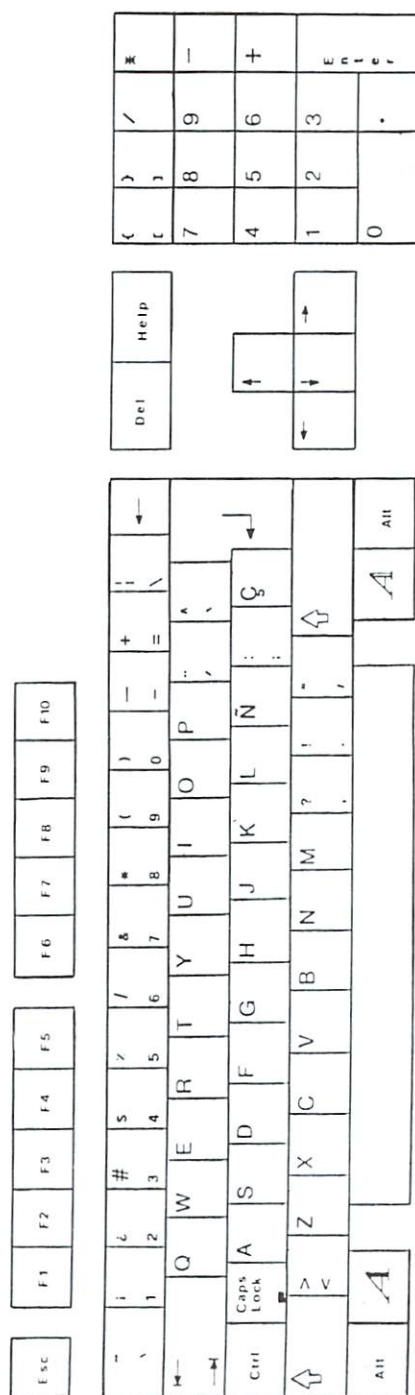 Esc F1 F2 F3 F4 F5 F6 F7 F8 F9 F10
¡ ¿ # $ % / & * ( ) — + ¦ ←
1 2 3 4 5 6 7 8 9 0 - = \
Q W E R T Y U I O P
Ctrl Caps Lock A S D F G H J K L Ñ : Ç
;
> Z X C V B N M ? !
< , .
Alt A A Alt
Del Help
↑
← ↓ →
{ } / *
[ ]
7 8 9 —
4 5 6 +
1 2 3 Enter
0 .